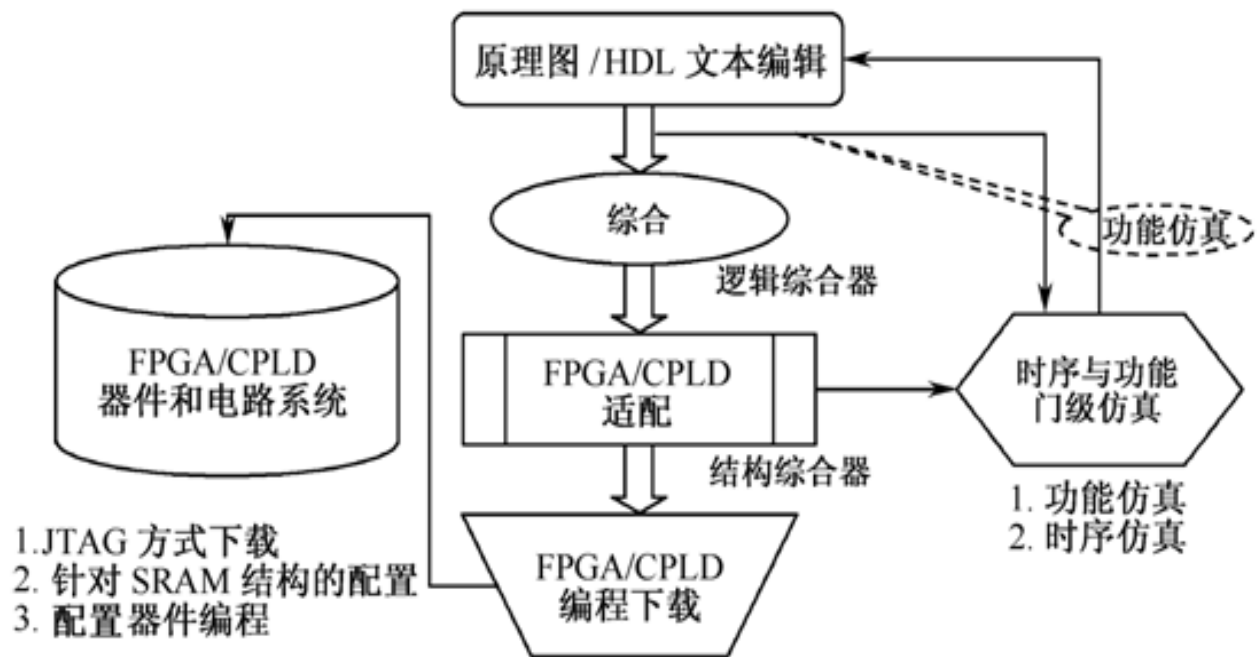 原理图 /HDL 文本编辑
综合
功能仿真
逻辑综合器
FPGA/CPLD
器件和电路系统
FPGA/CPLD
适配
时序与功能
门级仿真
结构综合器
1. 功能仿真
2. 时序仿真
1.JTAG 方式下载
2. 针对 SRAM 结构的配置
3. 配置器件编程
FPGA/CPLD
编程下载